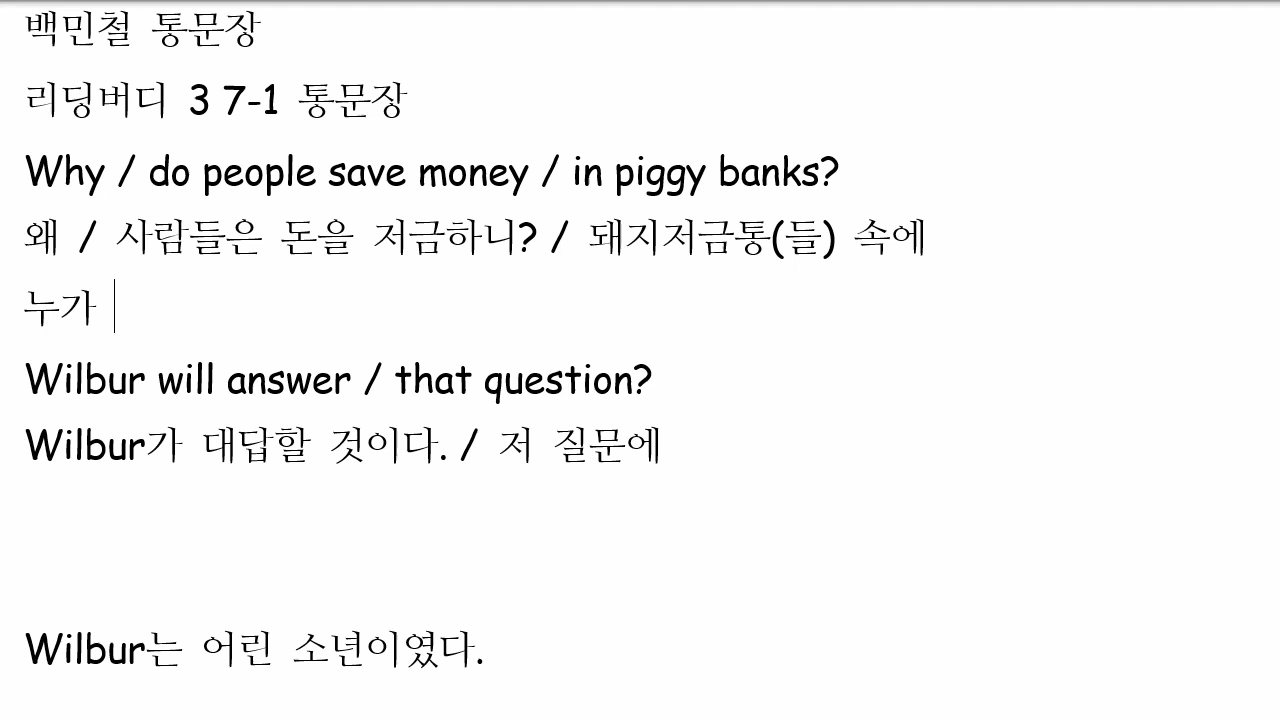 백민철 통문장
리딩버디 3 7-1 통문장
Why / do people save money / in piggy banks?
왜 / 사람들은 돈을 저금하니? / 돼지저금통(들) 속에
누가
Wilbur will answer / that question?
Wilbur가 대답할 것이다. / 저 질문에
Wilbur는 어린 소년이였다.